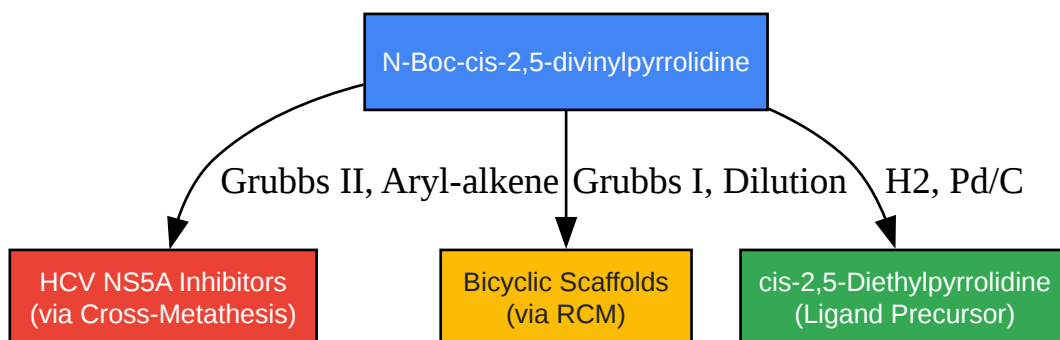 N-Boc-cis-2,5-divinylpyrrolidine
Grubbs II, Aryl-alkene
Grubbs I, Dilution
H2, Pd/C
HCV NS5A Inhibitors
(via Cross-Metathesis)
Bicyclic Scaffolds
(via RCM)
cis-2,5-Diethylpyrrolidine
(Ligand Precursor)